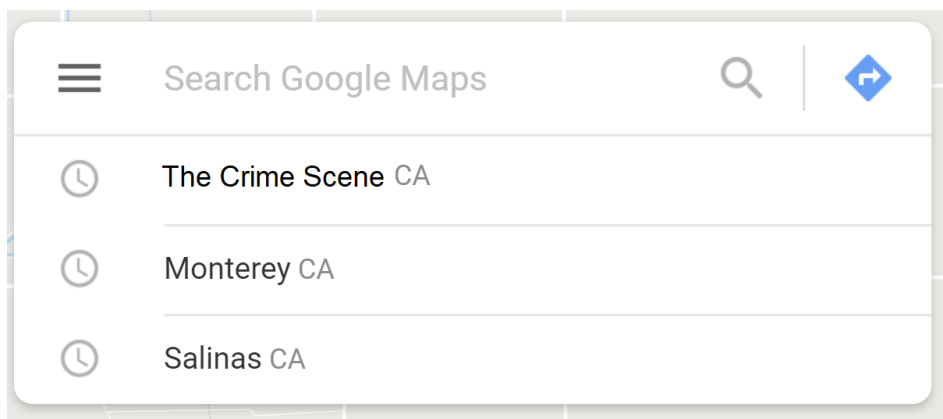 Search Google Maps
The Crime Scene CA
Monterey CA
Salinas CA